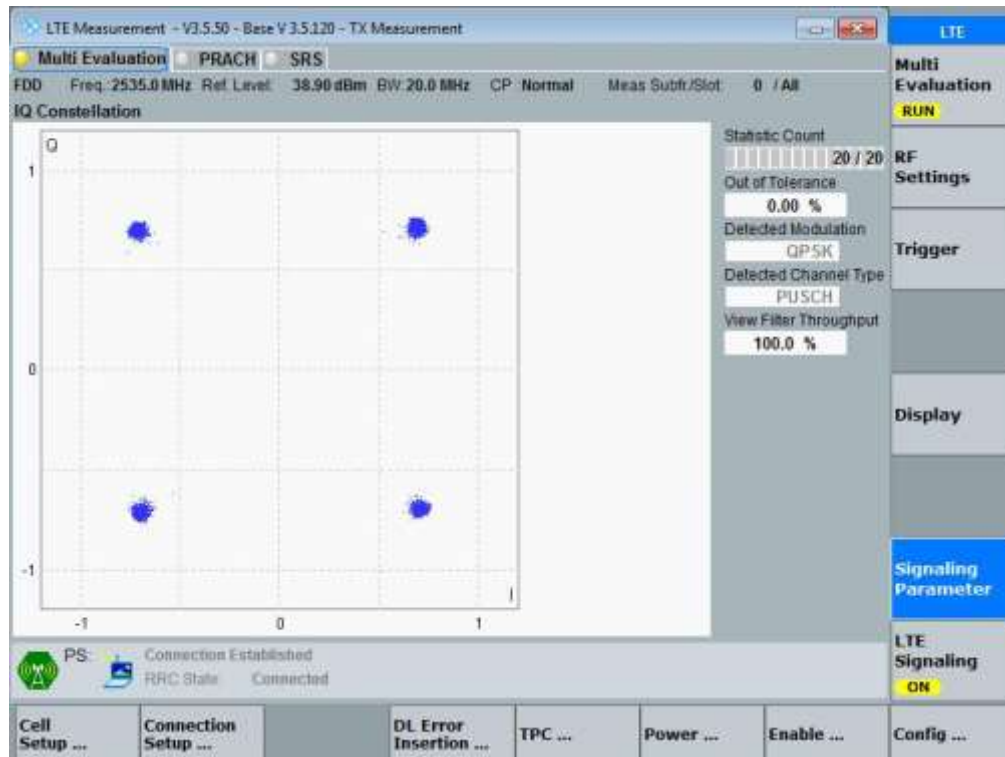 LTE Measurement - V3.5.50 - Base V 3.5.120 - TX Measurement
LTE
Multi Evaluation PRACH SRS
FDD Freq.:2535.0 MHz Ref. Level: 38.90 dBm BW:20.0 MHz CP Normal Meas Subfr./Slot: 0 / All
IQ Constellation
Q
1
0
-1
-1 0 1
I
Statistic Count
20 / 20
Out of Tolerance
0.00 %
Detected Modulation
QPSK
Detected Channel Type
PUSCH
View Filter Throughput
100.0 %
Multi
Evaluation
RUN
RF
Settings
Trigger
Display
Signaling
Parameter
LTE
Signaling
ON
PS: Connection Established
RRC State Connected
Cell
Setup ...
Connection
Setup ...
DL Error
Insertion ...
TPC ...
Power ...
Enable ...
Config ...